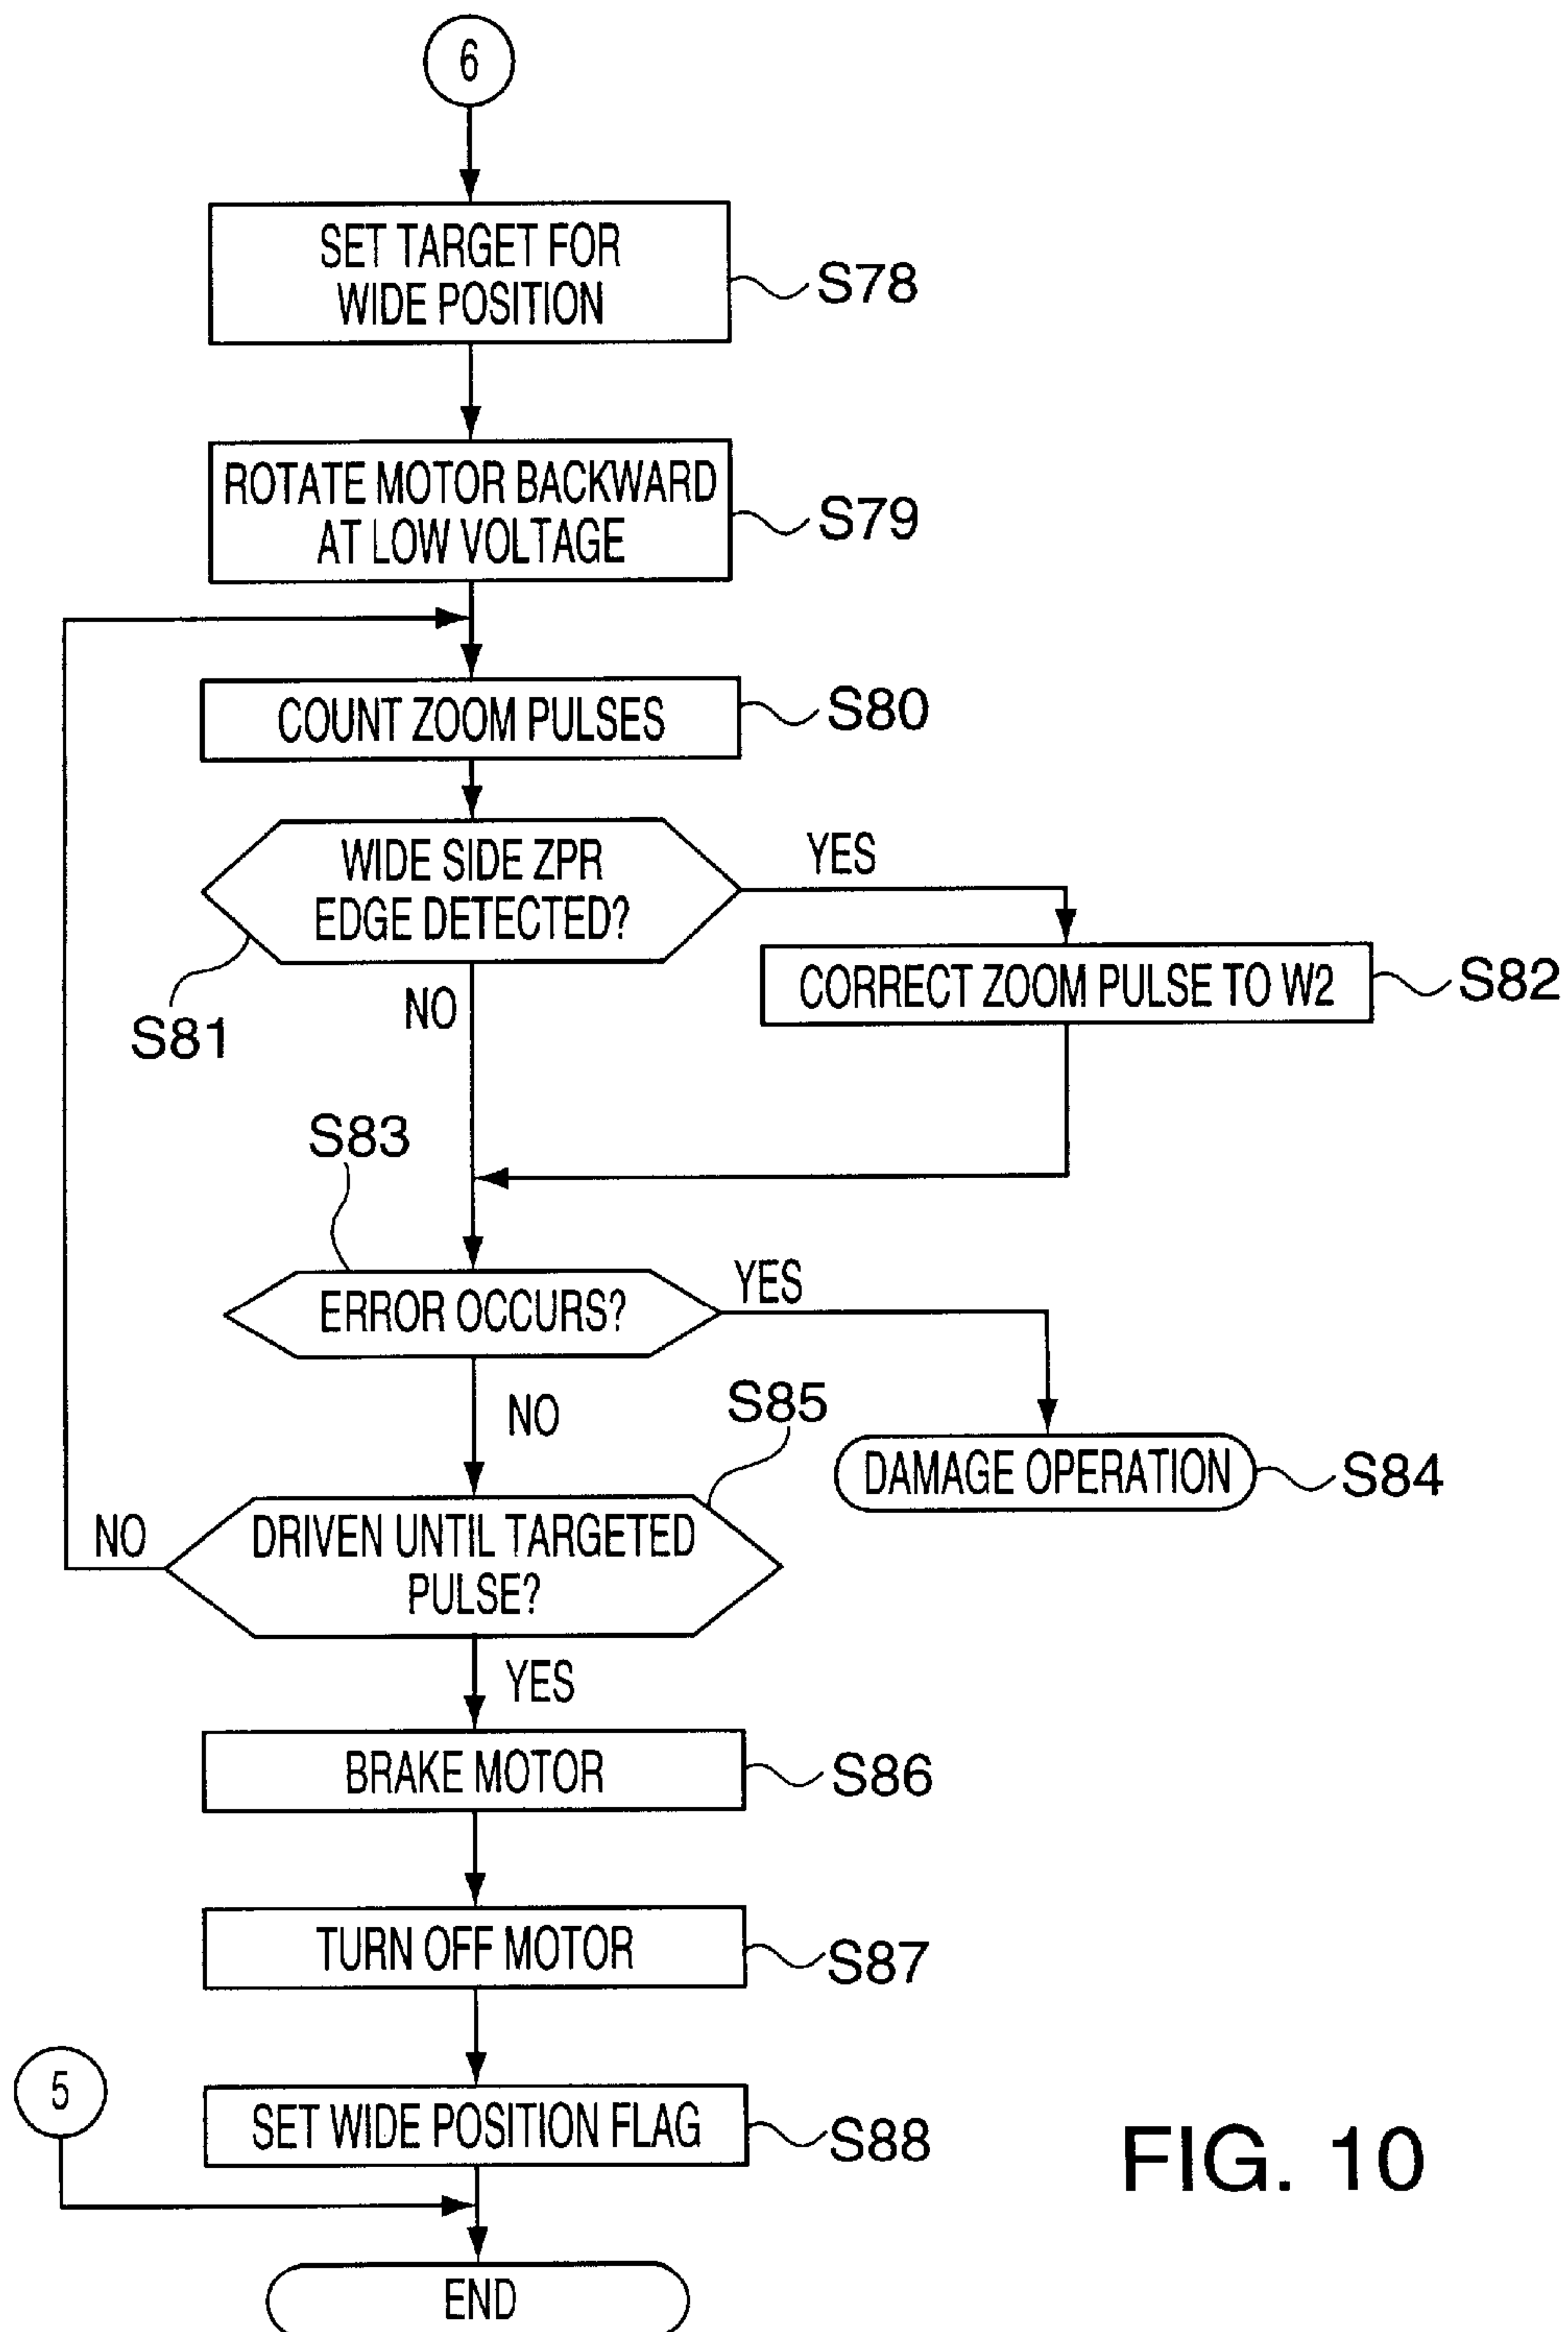 6
SET TARGET FOR
WIDE POSITION
S78
ROTATE MOTOR BACKWARD
AT LOW VOLTAGE
S79
COUNT ZOOM PULSES
S80
WIDE SIDE ZPR
EDGE DETECTED?
YES
S81
NO
CORRECT ZOOM PULSE TO W2
S82
S83
ERROR OCCURS?
YES
NO
S85
DAMAGE OPERATION
S84
NO
DRIVEN UNTIL TARGETED
PULSE?
YES
BRAKE MOTOR
S86
TURN OFF MOTOR
S87
5
SET WIDE POSITION FLAG
S88
END
FIG. 10